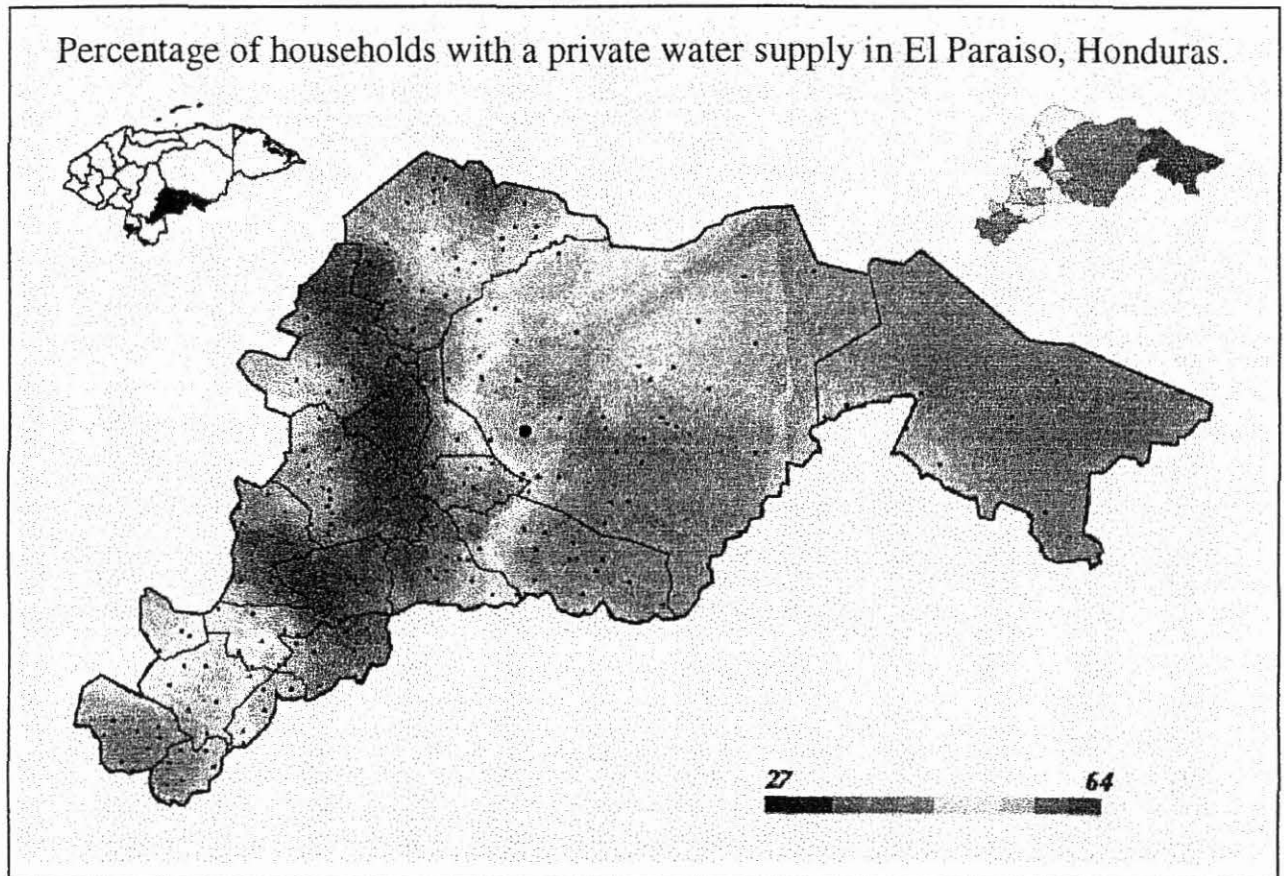 Percentage of households with a private water supply in El Paraiso, Honduras.
27 64